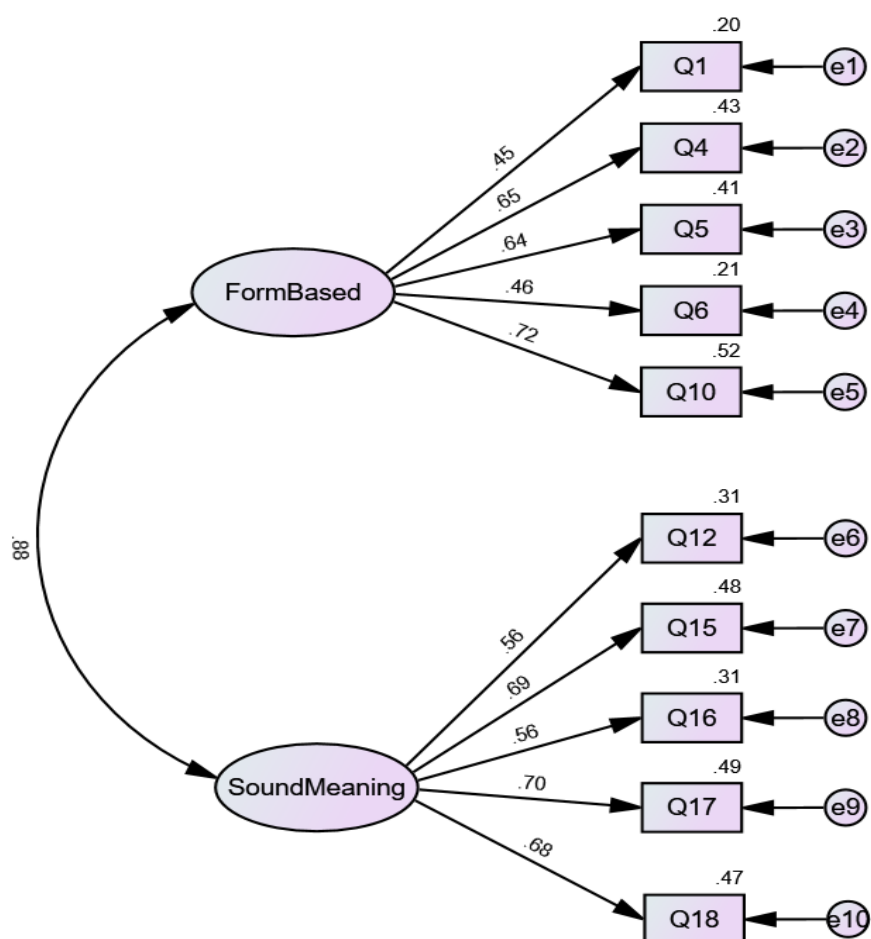 .20
Q1
e1
.45
.43
Q4
e2
.65
.41
Q5
e3
.64
.21
Q6
e4
.46
.52
Q10
e5
.72
FormBased
.88
.31
Q12
e6
.56
.48
Q15
e7
.69
.31
Q16
e8
.56
.49
Q17
e9
.70
.47
Q18
e10
.68
SoundMeaning